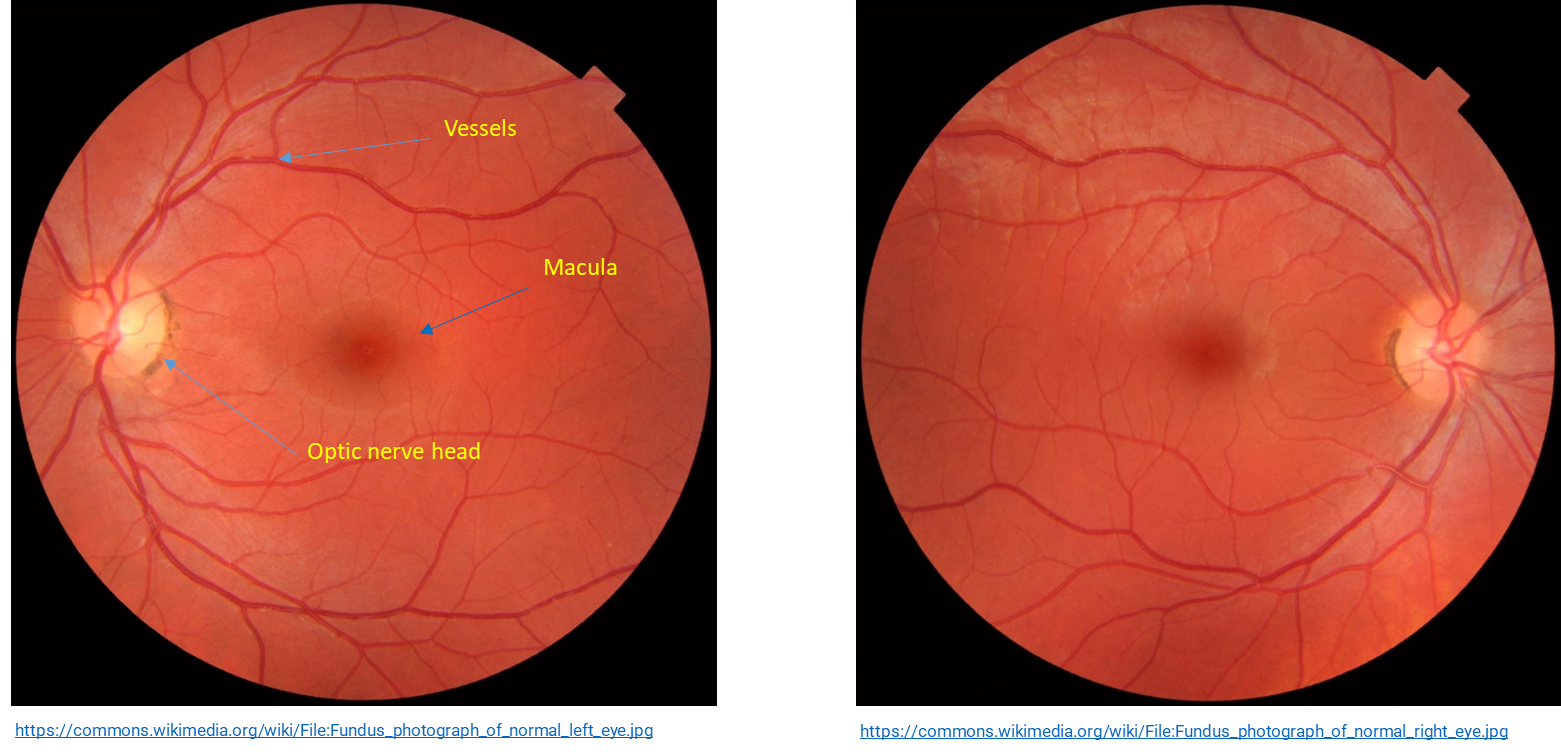 Vessels
Macula
Optic nerve head
https://commons.wikimedia.org/wiki/File:Fundus_photograph_of_normal_left_eye.jpg
https://commons.wikimedia.org/wiki/File:Fundus_photograph_of_normal_right_eye.jpg